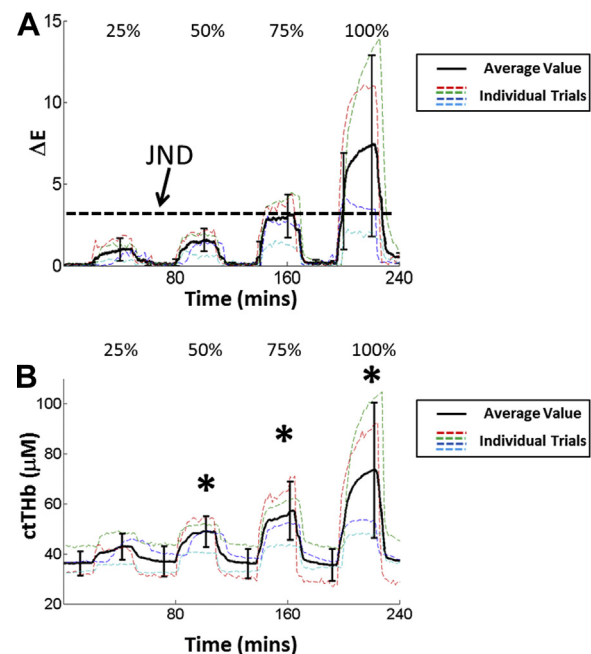 A
15
25% 50% 75% 100%
Average Value
Individual Trials
10
ΔE
JND
5
0
80 160 240
Time (mins)
B
25% 50% 75% 100%
*
*
*
Average Value
Individual Trials
100
80
ctTHb (μM)
60
40
20
80 160 240
Time (mins)